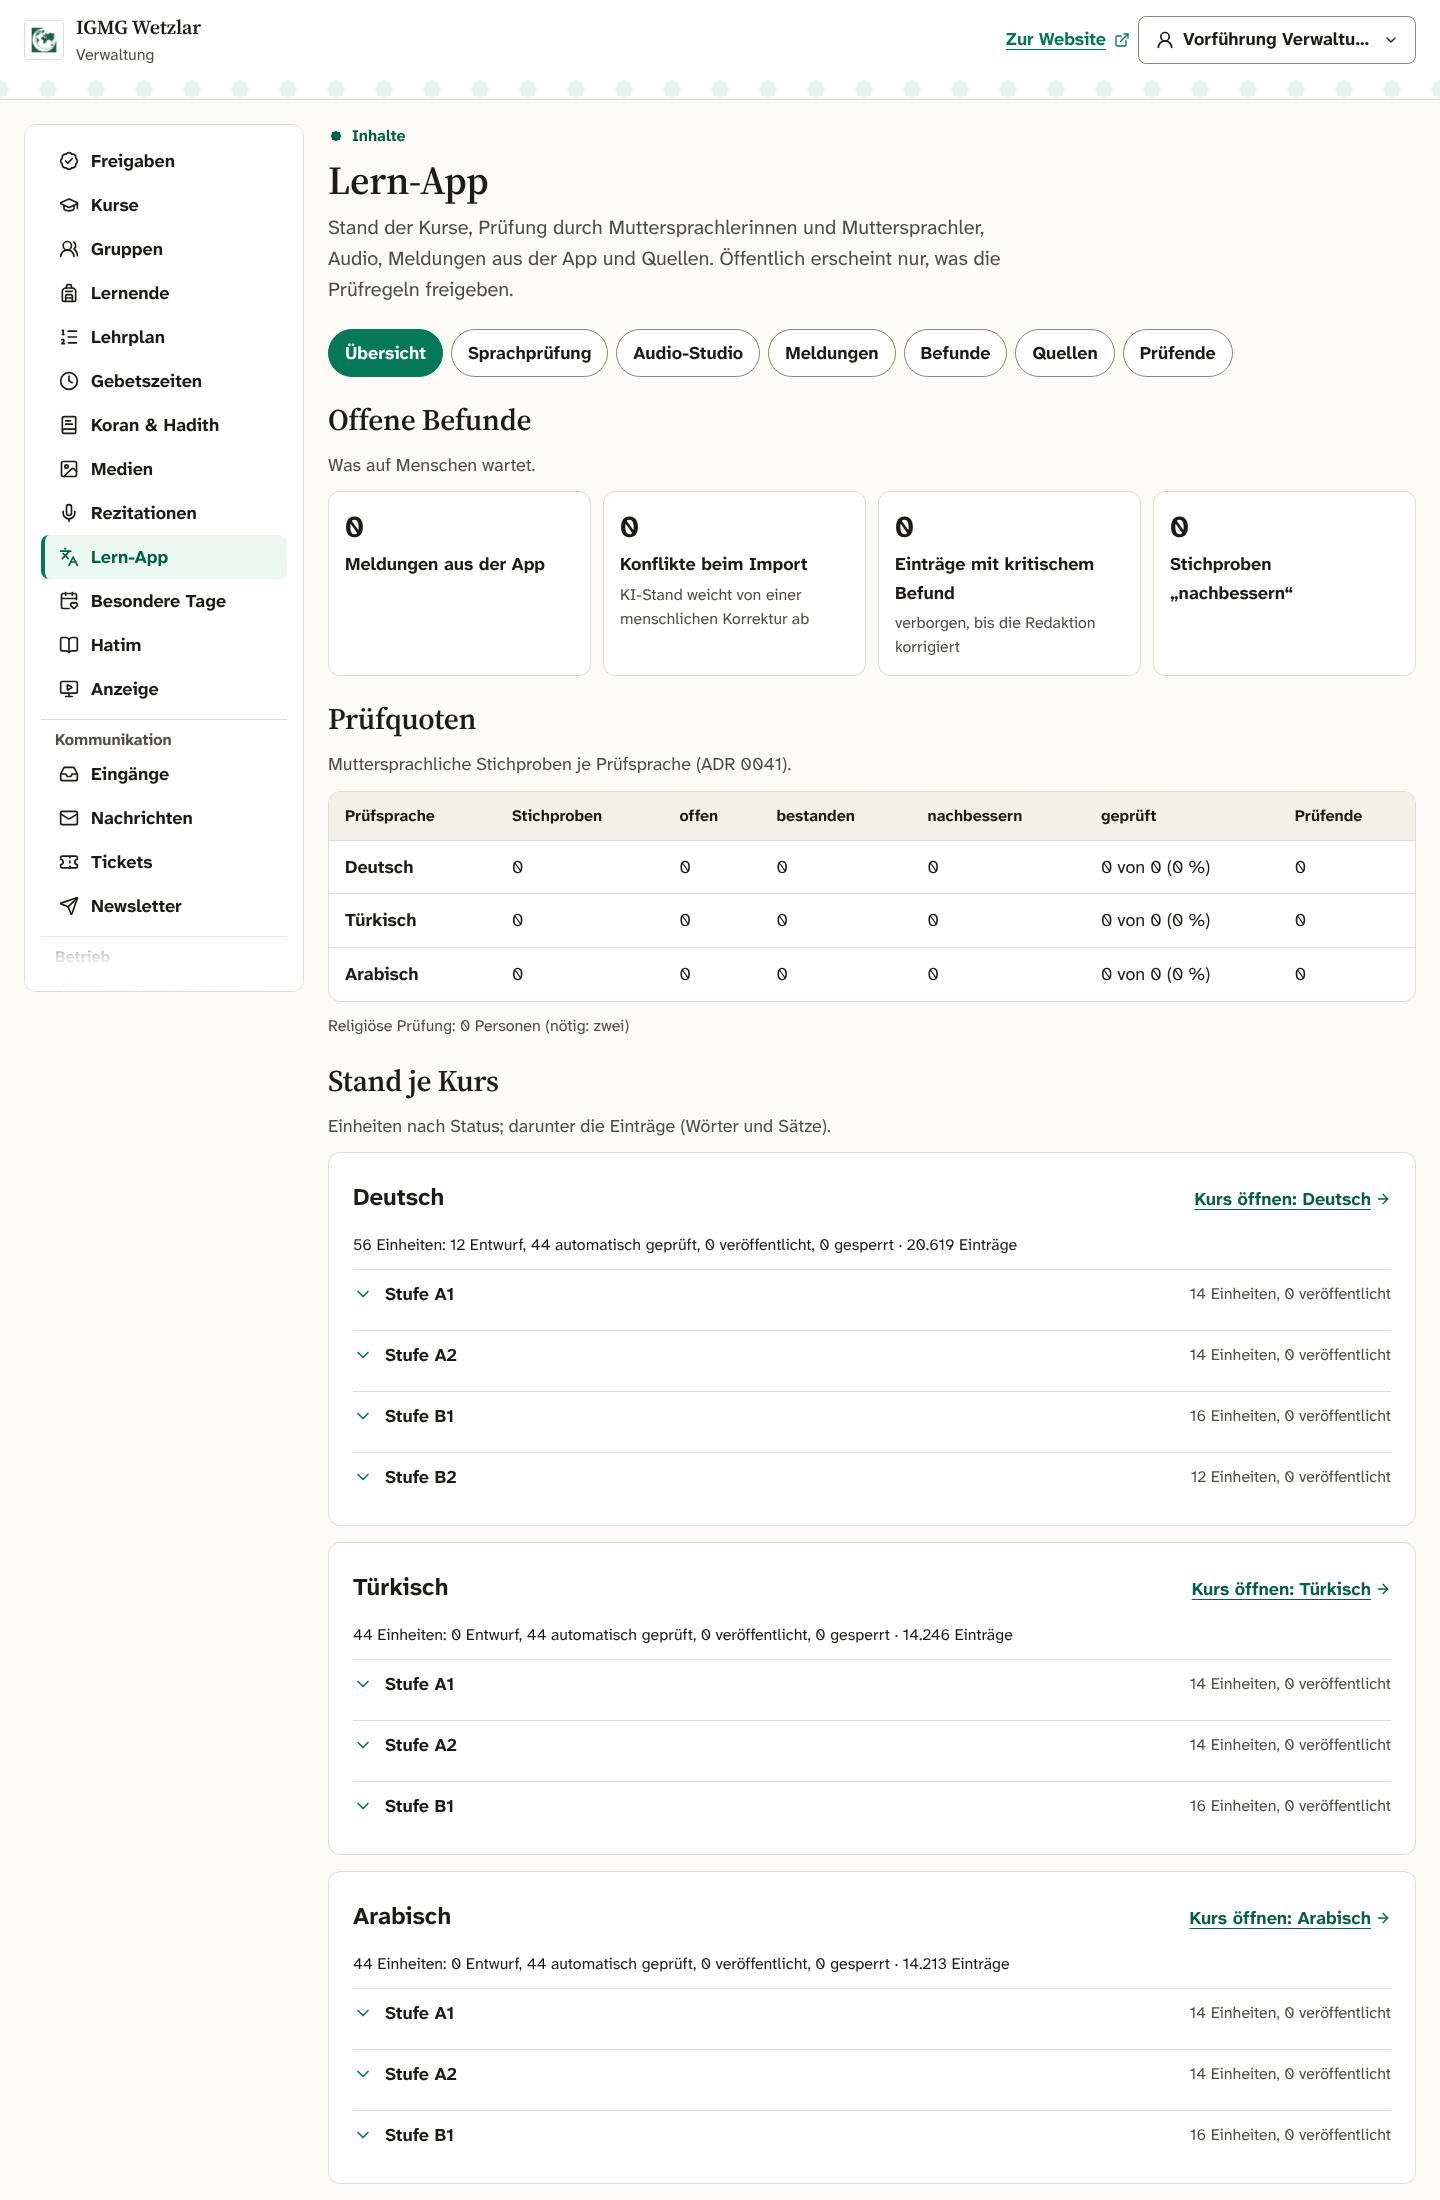 IGMG Wetzlar
Verwaltung
Zur Website
Vorführung Verwaltu...
Freigaben
Kurse
Gruppen
Lernende
Lehrplan
Gebetszeiten
Koran & Hadith
Medien
Rezitationen
Lern-App
Besondere Tage
Hatim
Anzeige
Kommunikation
Eingänge
Nachrichten
Tickets
Newsletter
Betrieb
Inhalte
Lern-App
Stand der Kurse, Prüfung durch Muttersprachlerinnen und Muttersprachler,
Audio, Meldungen aus der App und Quellen. Öffentlich erscheint nur, was die
Prüfregeln freigeben.
Übersicht Sprachprüfung Audio-Studio Meldungen Befunde Quellen Prüfende
Offene Befunde
Was auf Menschen wartet.
0
Meldungen aus der App
0
Konflikte beim Import
KI-Stand weicht von einer
menschlichen Korrektur ab
0
Einträge mit kritischem
Befund
verborgen, bis die Redaktion
korrigiert
0
Stichproben
„nachbessern“
Prüfquoten
Muttersprachliche Stichproben je Prüfsprache (ADR 0041).
Prüfsprache Stichproben offen bestanden nachbessern geprüft Prüfende
Deutsch 0 0 0 0 0 von 0 (0 %) 0
Türkisch 0 0 0 0 0 von 0 (0 %) 0
Arabisch 0 0 0 0 0 von 0 (0 %) 0
Religiöse Prüfung: 0 Personen (nötig: zwei)
Stand je Kurs
Einheiten nach Status; darunter die Einträge (Wörter und Sätze).
Deutsch Kurs öffnen: Deutsch →
56 Einheiten: 12 Entwurf, 44 automatisch geprüft, 0 veröffentlicht, 0 gesperrt · 20.619 Einträge
Stufe A1 14 Einheiten, 0 veröffentlicht
Stufe A2 14 Einheiten, 0 veröffentlicht
Stufe B1 16 Einheiten, 0 veröffentlicht
Stufe B2 12 Einheiten, 0 veröffentlicht
Türkisch Kurs öffnen: Türkisch →
44 Einheiten: 0 Entwurf, 44 automatisch geprüft, 0 veröffentlicht, 0 gesperrt · 14.246 Einträge
Stufe A1 14 Einheiten, 0 veröffentlicht
Stufe A2 14 Einheiten, 0 veröffentlicht
Stufe B1 16 Einheiten, 0 veröffentlicht
Arabisch Kurs öffnen: Arabisch →
44 Einheiten: 0 Entwurf, 44 automatisch geprüft, 0 veröffentlicht, 0 gesperrt · 14.213 Einträge
Stufe A1 14 Einheiten, 0 veröffentlicht
Stufe A2 14 Einheiten, 0 veröffentlicht
Stufe B1 16 Einheiten, 0 veröffentlicht